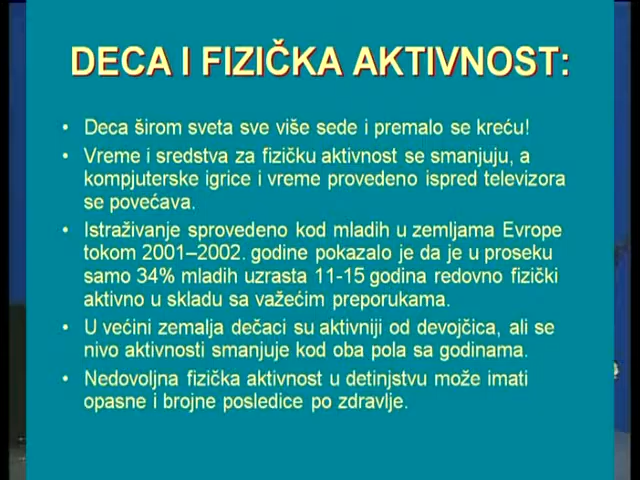 DECA I FIZIČKA AKTIVNOST:
• Deca širom sveta sve više sede i premalo se kreću!
• Vreme i sredstva za fizičku aktivnost se smanjuju, a
kompjuterske igrice i vreme provedeno ispred televizora
se povećava.
• Istraživanje sprovedeno kod mladih u zemljama Evrope
tokom 2001–2002. godine pokazalo je da je u proseku
samo 34% mladih uzrasta 11-15 godina redovno fizički
aktivno u skladu sa važećim preporukama.
• U većini zemalja dečaci su aktivniji od devojčica, ali se
nivo aktivnosti smanjuje kod oba pola sa godinama.
• Nedovoljna fizička aktivnost u detinjstvu može imati
opasne i brojne posledice po zdravlje.